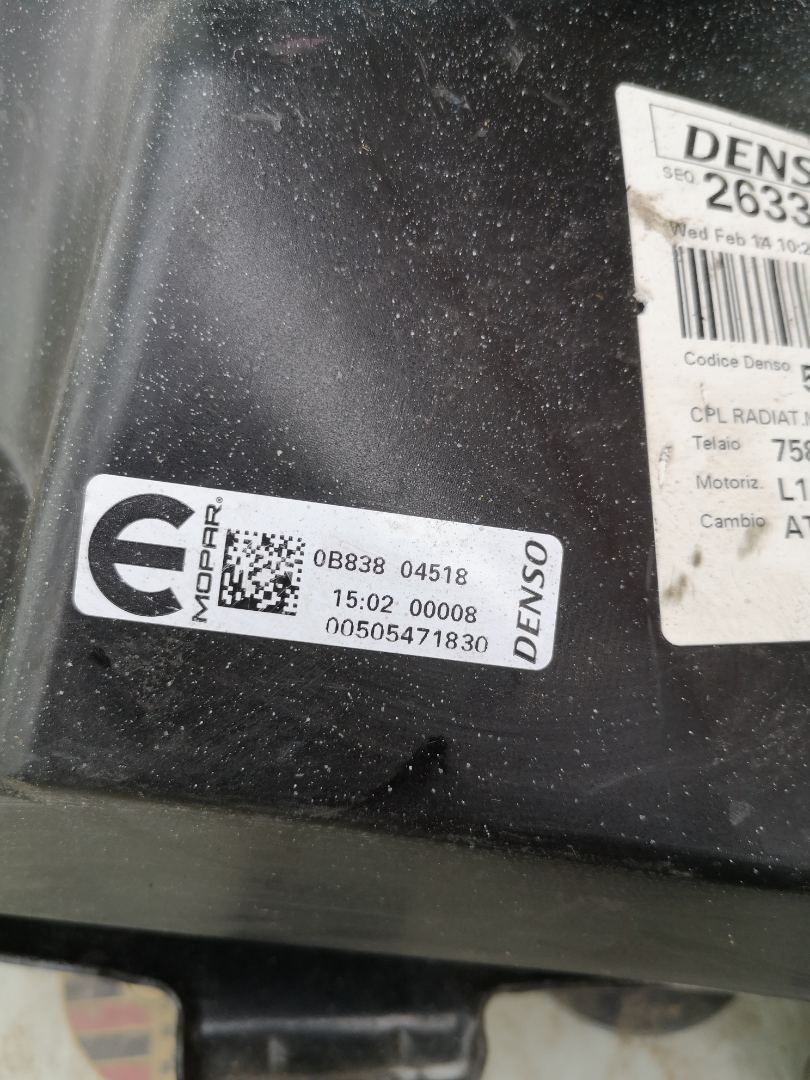 MOPAR®
0B838 04518
15:02 00008
00505471830
DENSO
DENS
SEQ. 2633
Wed Feb 14 10:2
Codice Denso 5
CPL RADIAT.
Telaio 758
Motoriz. L1
Cambio AT